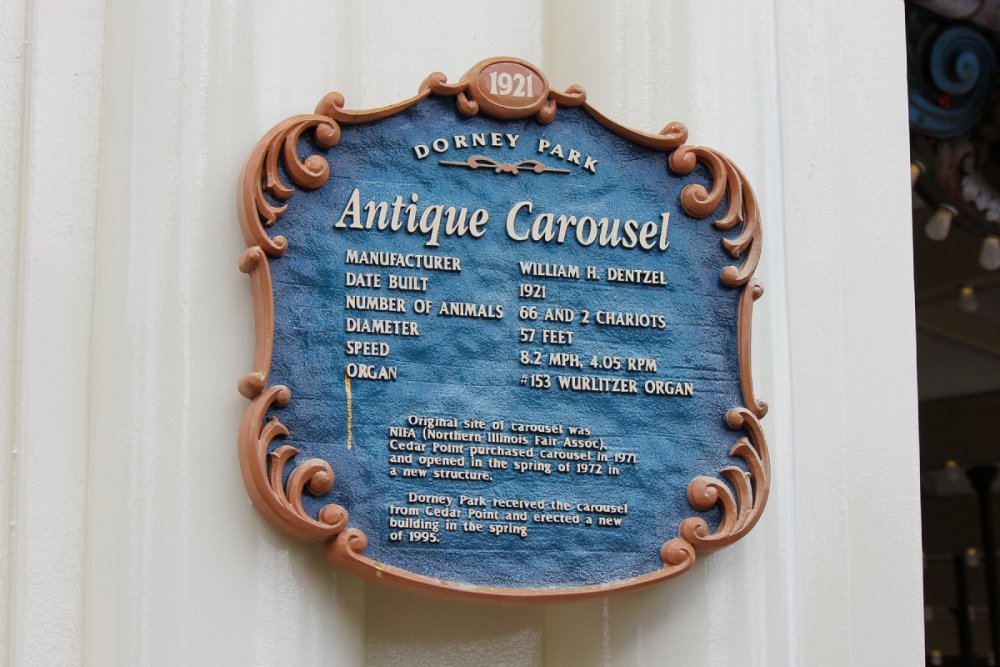 1921
DORNEY PARK
Antique Carousel
MANUFACTURER WILLIAM H. DENTZEL
DATE BUILT 1921
NUMBER OF ANIMALS 66 AND 2 CHARIOTS
DIAMETER 57 FEET
SPEED 8.2 MPH, 4.05 RPM
ORGAN #153 WURLITZER ORGAN
Original site of carousel was
NIFA (Northern Illinois Fair Assoc).
Cedar Point purchased carousel in 1971
and opened in the spring of 1972 in
a new structure.
Dorney Park received the carousel
from Cedar Point and erected a new
building in the spring
of 1995.